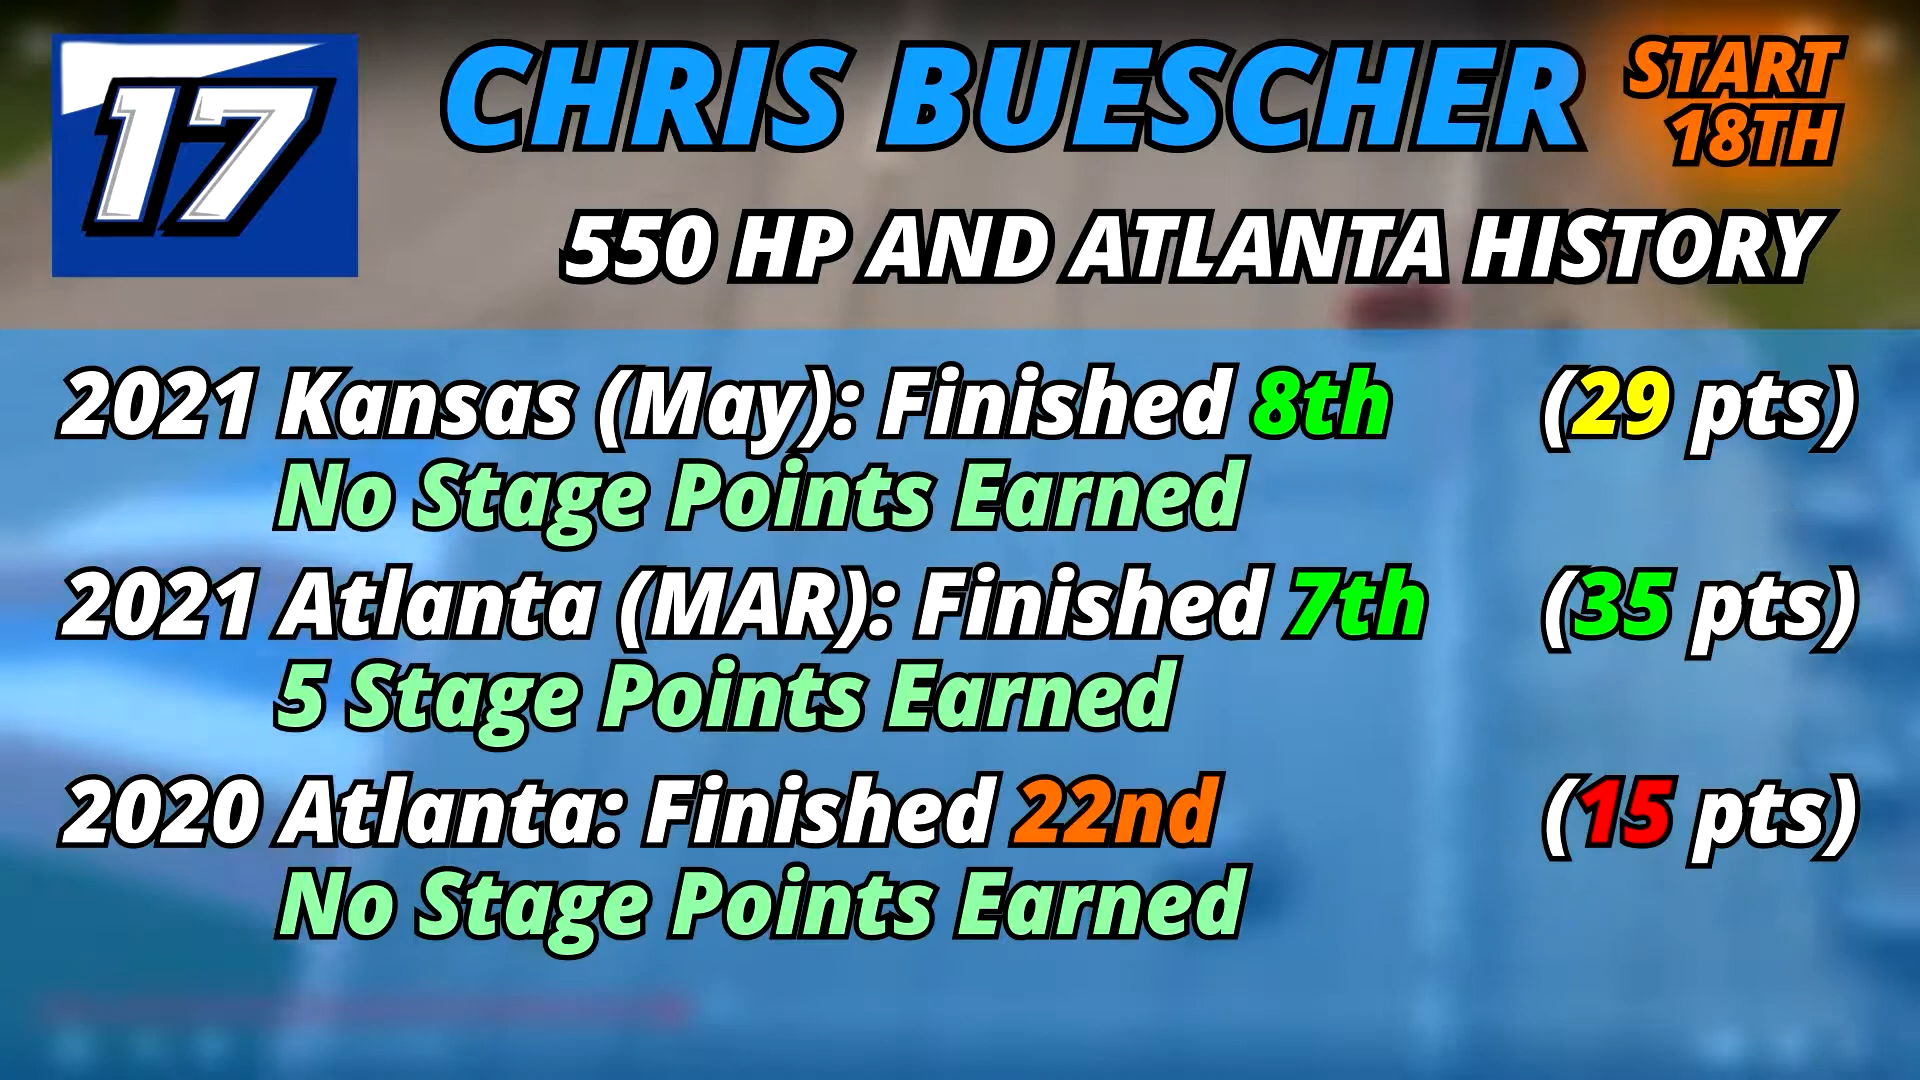 17
CHRIS BUESCHER
START
18TH
550 HP AND ATLANTA HISTORY
2021 Kansas (May): Finished 8th (29 pts)
No Stage Points Earned
2021 Atlanta (MAR): Finished 7th (35 pts)
5 Stage Points Earned
2020 Atlanta: Finished 22nd (15 pts)
No Stage Points Earned